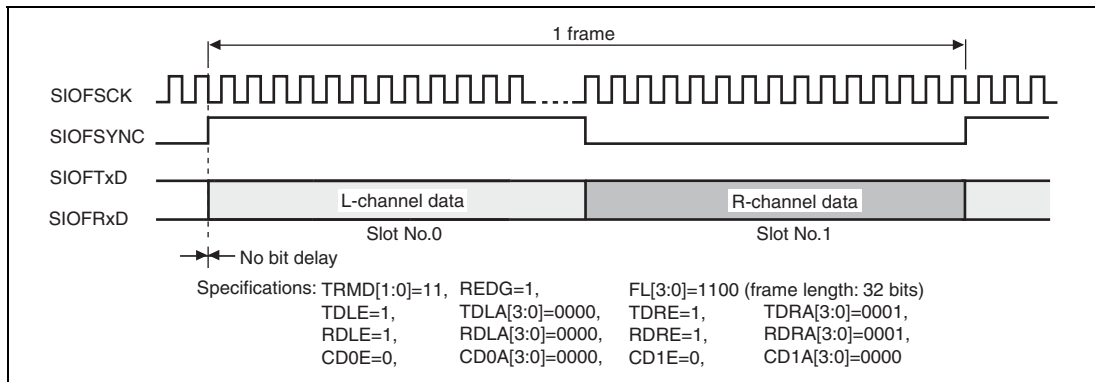 1 frame
SIOFSCK
SIOFSYNC
SIOFTxD
SIOFRxD
L-channel data
R-channel data
Slot No.0
Slot No.1
No bit delay
Specifications: TRMD[1:0]=11, REDG=1, FL[3:0]=1100 (frame length: 32 bits)
TDLE=1, TDLA[3:0]=0000, TDRE=1, TDRA[3:0]=0001,
RDLE=1, RDLA[3:0]=0000, RDRE=1, RDRA[3:0]=0001,
CD0E=0, CD0A[3:0]=0000, CD1E=0, CD1A[3:0]=0000